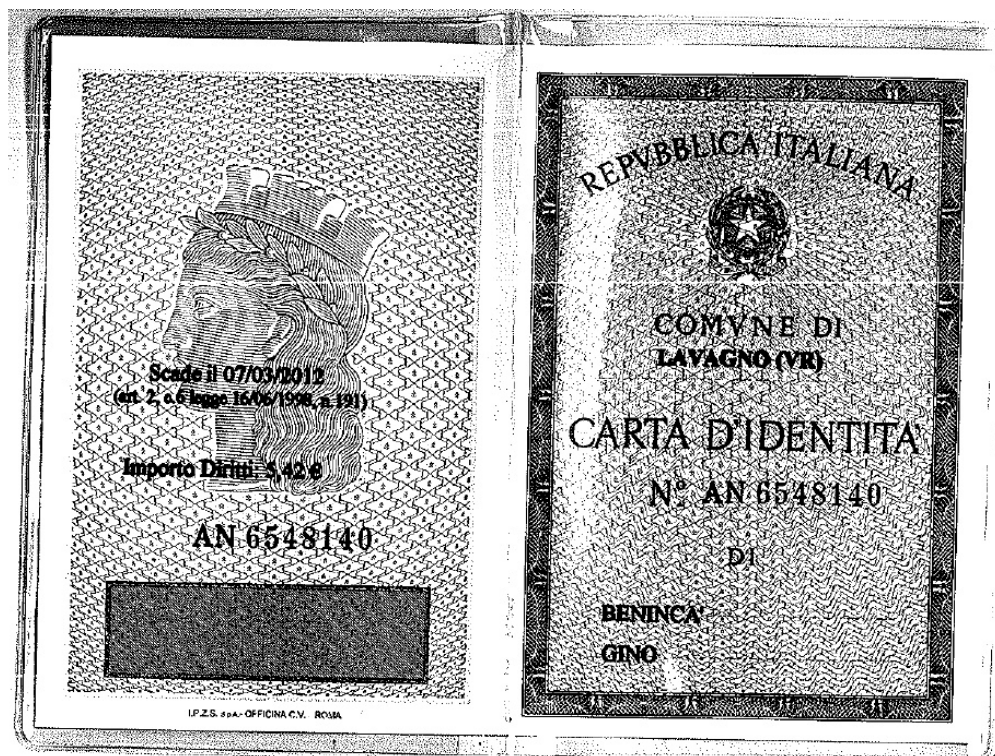 Scade il 07/03/2012
(art. 2, c.6 legge 16/06/1998, n.191)
Importo Diritti: 5,42 €
AN 6548140
I.P.Z.S. S.p.A. - OFFICINA C.V. - ROMA
REPVBBLICA ITALIANA
COMVNE DI
LAVAGNO (VR)
CARTA D'IDENTITA'
N° AN 6548140
DI
BENINCA'
GINO